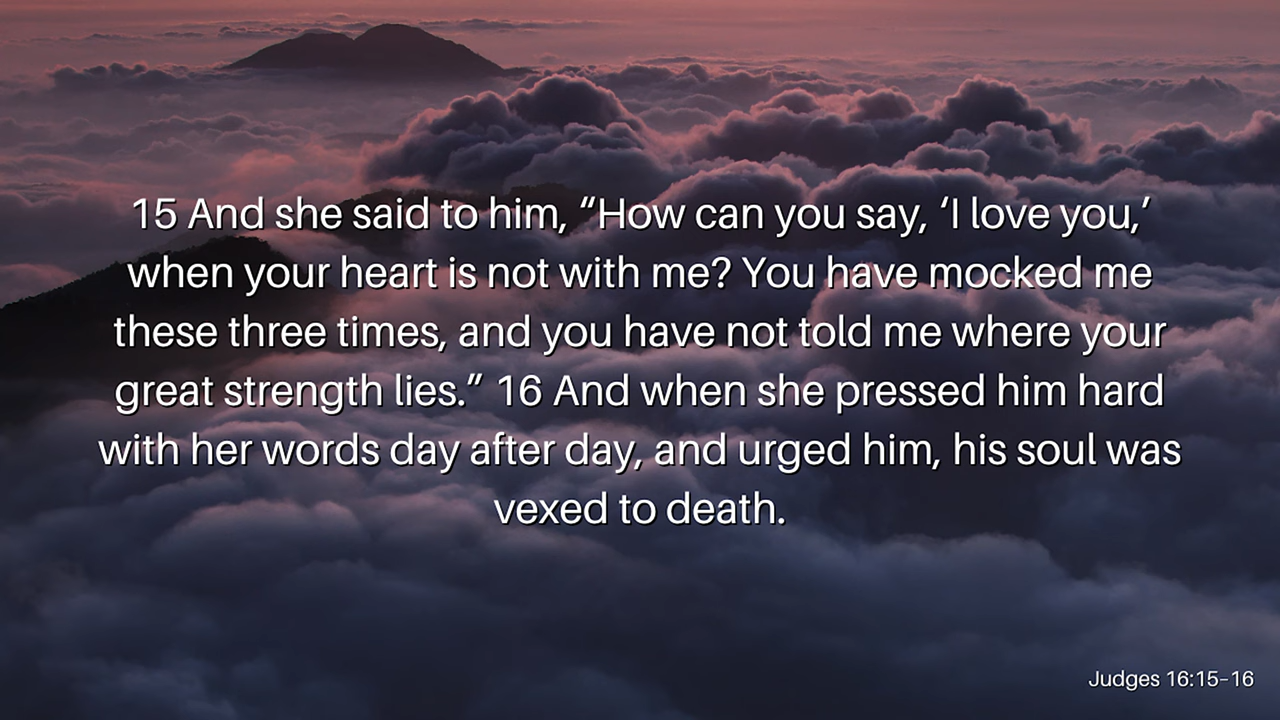 15 And she said to him, “How can you say, ‘I love you,’
when your heart is not with me? You have mocked me
these three times, and you have not told me where your
great strength lies.” 16 And when she pressed him hard
with her words day after day, and urged him, his soul was
vexed to death.
Judges 16:15–16